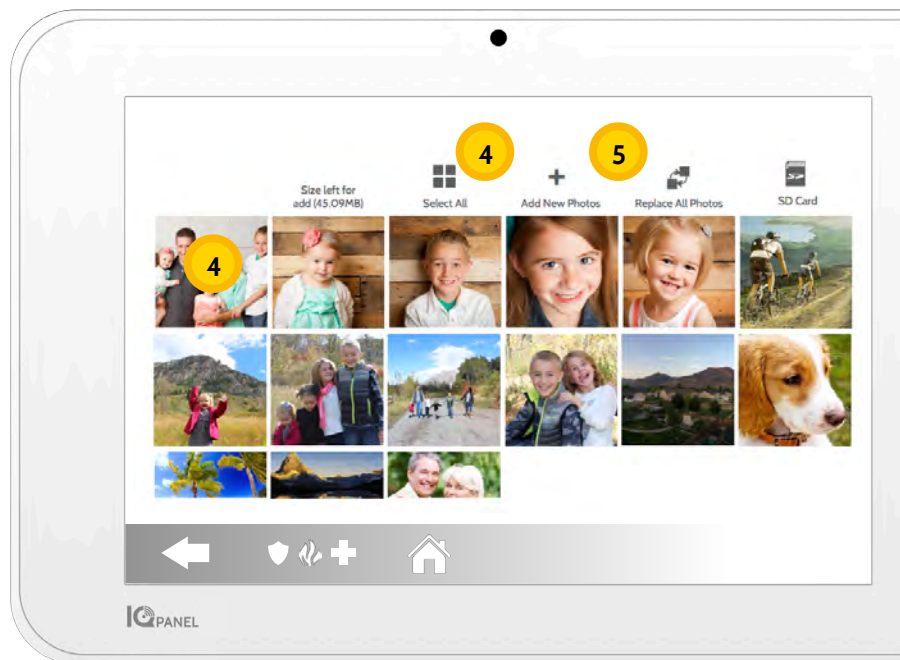 4
5
Size left for
add (45.09MB)
Select All
Add New Photos
Replace All Photos
SD Card
4
IQ PANEL